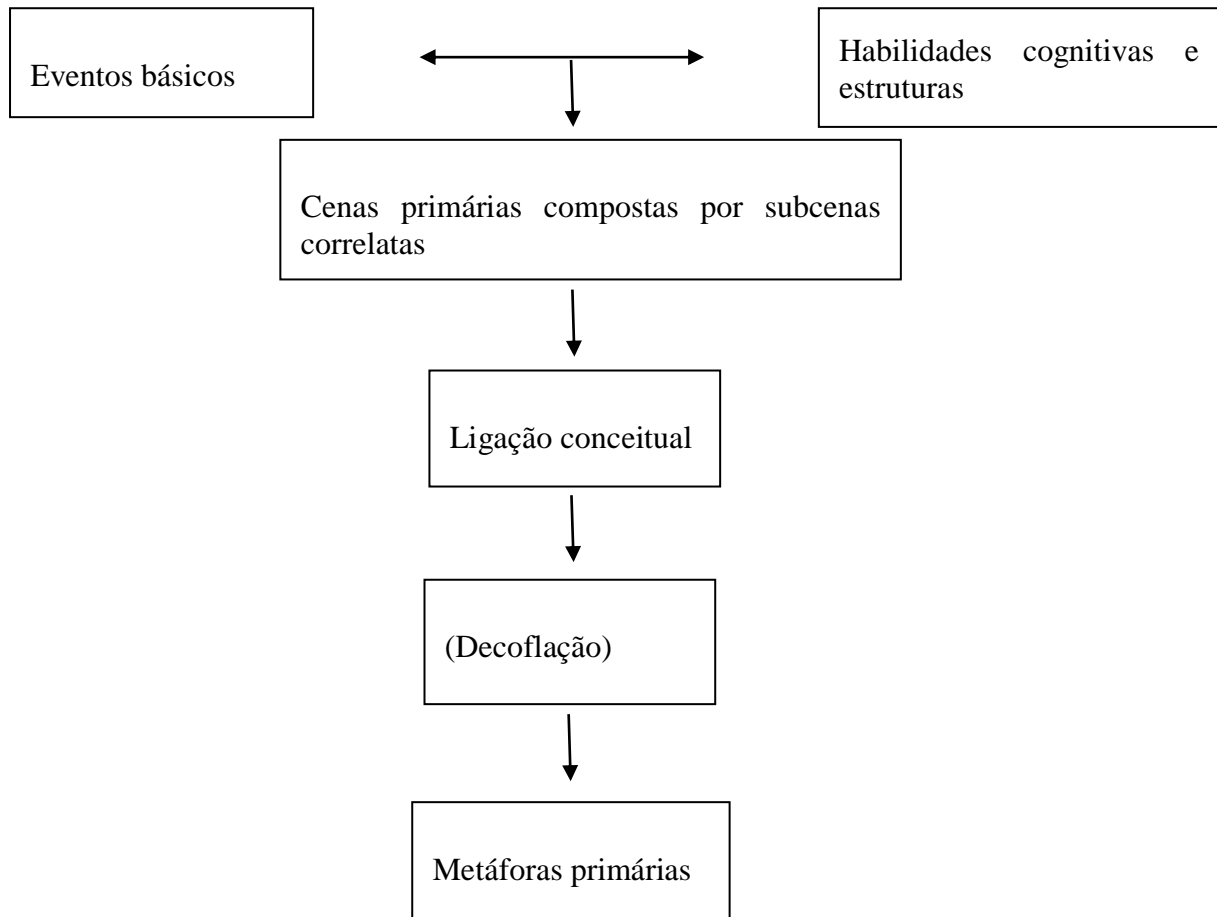 Eventos básicos
Habilidades cognitivas e
estruturas
Cenas primárias compostas por subcenas
correlatas
Ligação conceitual
(Decoflação)
Metáforas primárias